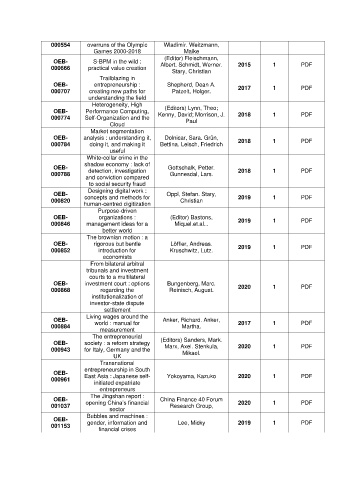 000554 overruns of the Olympic Games 2000-2018 Wladimir. Weitzmann, Maike
OEB-000666 S-BPM in the wild : practical value creation (Editor) Fleischmann, Albert. Schmidt, Werner. Stary, Christian 2015 1 PDF
OEB-000707 Trailblazing in entrepreneurship : creating new paths for understanding the field Shepherd, Dean A. Patzelt, Holger. 2017 1 PDF
OEB-000774 Heterogeneity, High Performance Computing, Self-Organization and the Cloud (Editors) Lynn, Theo; Kenny, David; Morrison, J. Paul 2018 1 PDF
OEB-000784 Market segmentation analysis : understanding it, doing it, and making it useful Dolnicar, Sara, Grün, Bettina, Leisch, Friedrich 2018 1 PDF
OEB-000788 White-collar crime in the shadow economy : lack of detection, investigation and conviction compared to social security fraud Gottschalk, Petter. Gunnesdal, Lars. 2018 1 PDF
OEB-000820 Designing digital work : concepts and methods for human-centred digitization Oppl, Stefan. Stary, Christian 2019 1 PDF
OEB-000846 Purpose-driven organizations : management ideas for a better world (Editor) Bastons, Miquel.at.al... 2019 1 PDF
OEB-000852 The brownian motion : a rigorous but gentle introduction for economists Löffler, Andreas. Kruschwitz, Lutz. 2019 1 PDF
OEB-000868 From bilateral arbitral tribunals and investment courts to a multilateral investment court : options regarding the institutionalization of investor-state dispute settlement Bungenberg, Marc. Reinisch, August. 2020 1 PDF
OEB-000884 Living wages around the world : manual for measurement Anker, Richard. Anker, Martha, 2017 1 PDF
OEB-000943 The entrepreneurial society : a reform strategy for Italy, Germany and the UK (Editors) Sanders, Mark. Marx, Axel. Stenkula, Mikael. 2020 1 PDF
OEB-000961 Transnational entrepreneurship in South East Asia : Japanese self-initiated expatriate entrepreneurs Yokoyama, Kazuko 2020 1 PDF
OEB-001037 The Jingshan report : opening China's financial sector China Finance 40 Forum Research Group, 2020 1 PDF
OEB-001153 Bubbles and machines : gender, information and financial crises Lee, Micky 2019 1 PDF